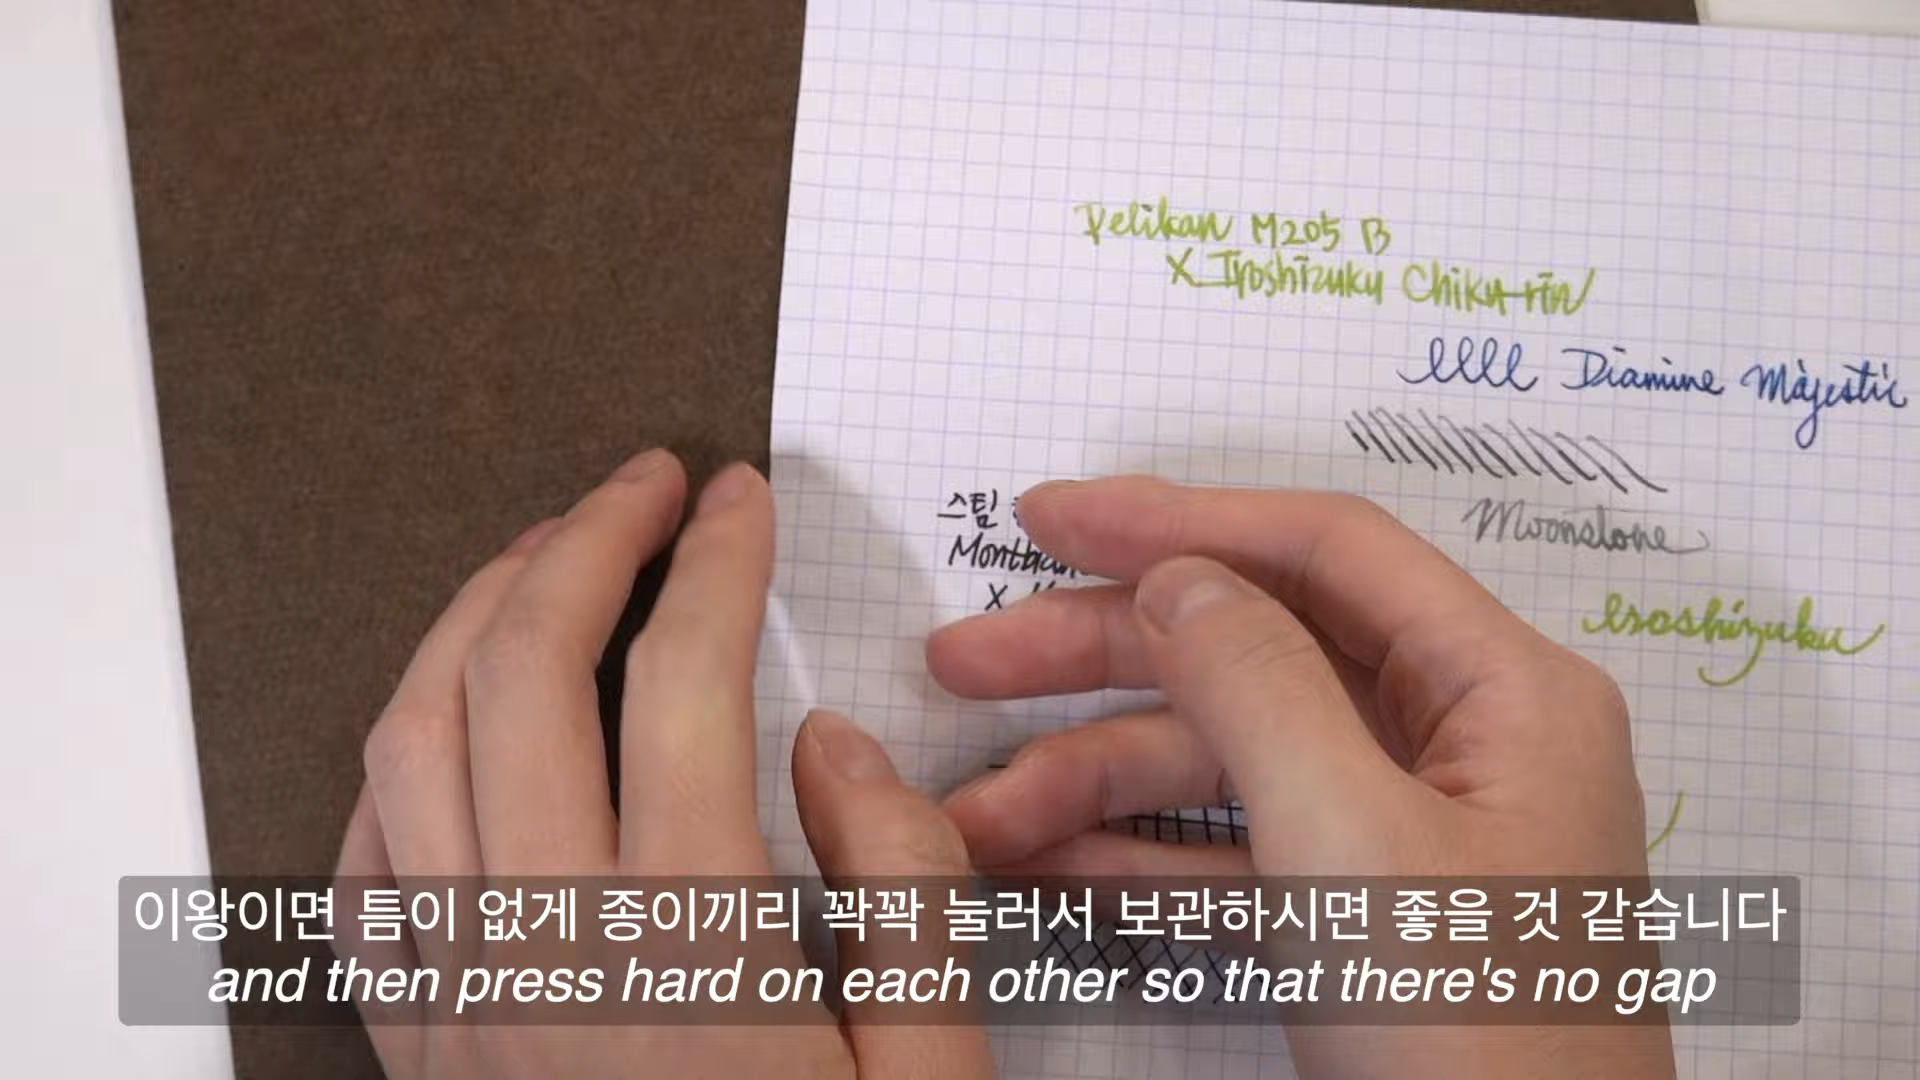 Pelikan M205 B
X Iroshizuku Chiku-rin
llll Diamine Majestic
Moonstone
스팀
Montblanc
X
Iroshizuku
이왕이면 틈이 없게 종이끼리 꽉꽉 눌러서 보관하시면 좋을 것 같습니다
and then press hard on each other so that there's no gap